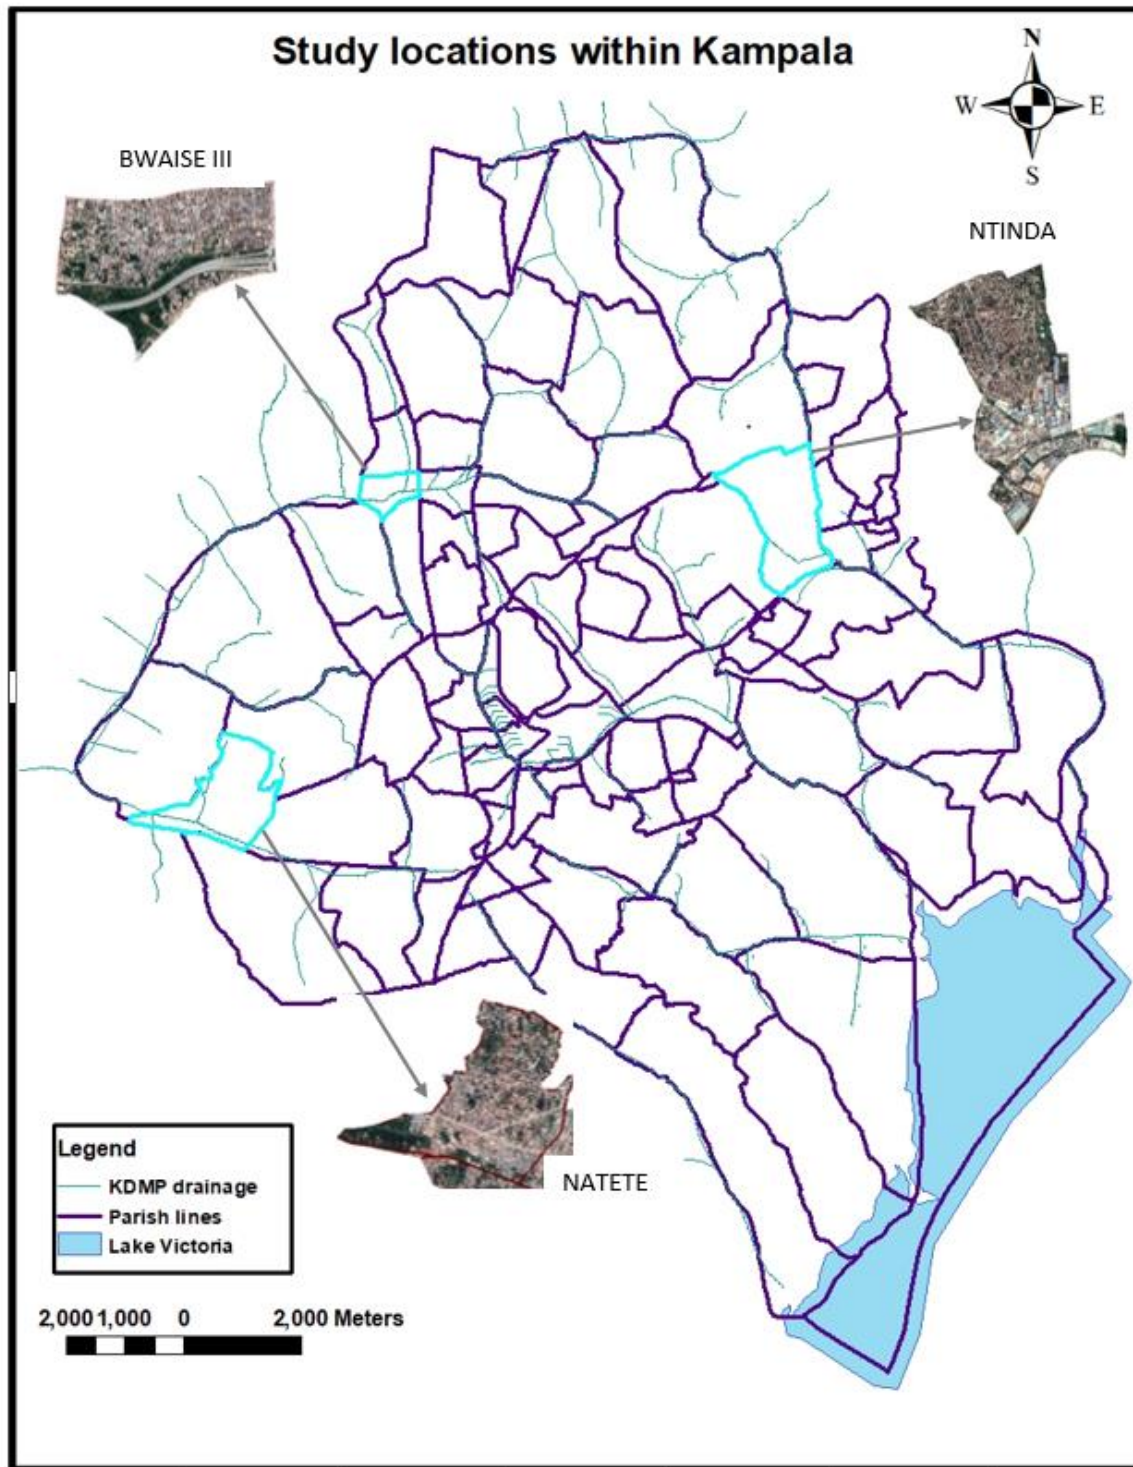 Study locations within Kampala
N
W E
S
BWAISE III
NTINDA
NATETE
Legend
KDMP drainage
Parish lines
Lake Victoria
2,000 1,000 0 2,000 Meters